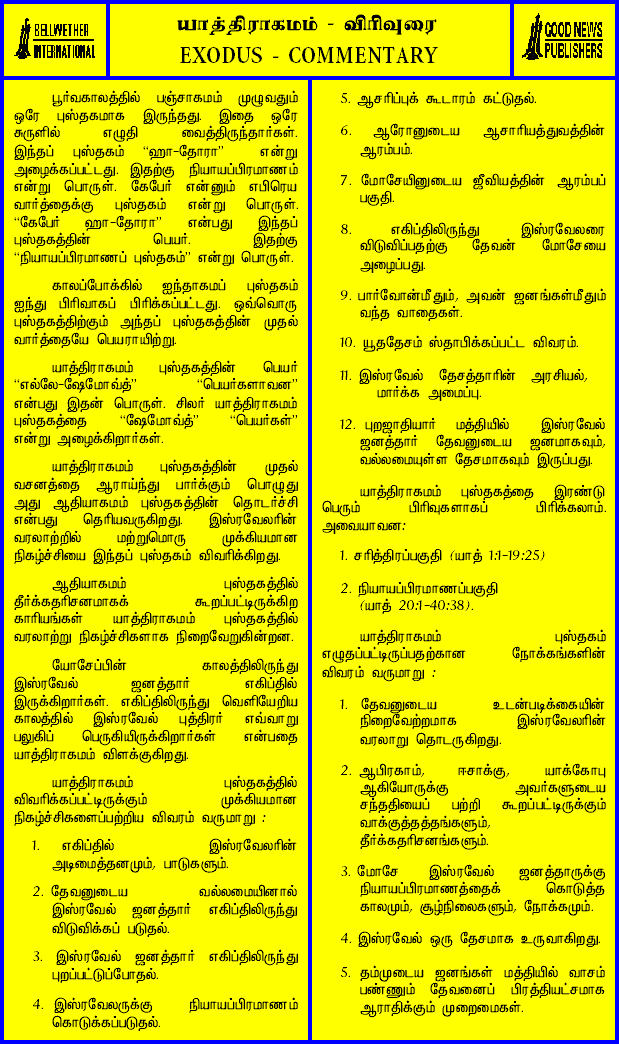 BELLWETHER
INTERNATIONAL
யாத்திராகமம் - விரிவுரை
EXODUS - COMMENTARY
GOOD NEWS
PUBLISHERS
பூர்வகாலத்தில் பஞ்சாகமம் முழுவதும்
ஒரே புஸ்தகமாக இருந்தது. இதை ஒரே
சுருளில் எழுதி வைத்திருந்தார்கள்.
இந்தப் புஸ்தகம் “ஹா-தோரா” என்று
அழைக்கப்பட்டது. இதற்கு நியாயப்பிரமாணம்
என்று பொருள். கேபேர் என்னும் எபிரெய
வார்த்தைக்கு புஸ்தகம் என்று பொருள்.
“கேபேர் ஹா-தோரா” என்பது இந்தப்
புஸ்தகத்தின் பெயர். இதற்கு
“நியாயப்பிரமாணப் புஸ்தகம்” என்று பொருள்.
காலப்போக்கில் ஐந்தாகமப் புஸ்தகம்
ஐந்து பிரிவாகப் பிரிக்கப்பட்டது. ஒவ்வொரு
புஸ்தகத்திற்கும் அந்தப் புஸ்தகத்தின் முதல்
வார்த்தையே பெயராயிற்று.
யாத்திராகமம் புஸ்தகத்தின் பெயர்
“எல்லே-ஷேமோவ்த்” “பெயர்களாவன”
என்பது இதன் பொருள். சிலர் யாத்திராகமம்
புஸ்தகத்தை “ஷேமோவ்த்” “பெயர்கள்”
என்று அழைக்கிறார்கள்.
யாத்திராகமம் புஸ்தகத்தின் முதல்
வசனத்தை ஆராய்ந்து பார்க்கும் பொழுது
அது ஆதியாகமம் புஸ்தகத்தின் தொடர்ச்சி
என்பது தெரியவருகிறது. இஸ்ரவேலரின்
வரலாற்றில் மற்றுமொரு முக்கியமான
நிகழ்ச்சியை இந்தப் புஸ்தகம் விவரிக்கிறது.
ஆதியாகமம் புஸ்தகத்தில்
தீர்க்கதரிசனமாகக் கூறப்பட்டிருக்கிற
காரியங்கள் யாத்திராகமம் புஸ்தகத்தில்
வரலாற்று நிகழ்ச்சிகளாக நிறைவேறுகின்றன.
யோசேப்பின் காலத்திலிருந்து
இஸ்ரவேல் ஜனத்தார் எகிப்தில்
இருக்கிறார்கள். எகிப்திலிருந்து வெளியேறிய
காலத்தில் இஸ்ரவேல் புத்திரர் எவ்வாறு
பலுகிப் பெருகியிருக்கிறார்கள் என்பதை
யாத்திராகமம் விளக்குகிறது.
யாத்திராகமம் புஸ்தகத்தில்
விவரிக்கப்பட்டிருக்கும் முக்கியமான
நிகழ்ச்சிகளைப்பற்றிய விவரம் வருமாறு :
1. எகிப்தில் இஸ்ரவேலரின்
அடிமைத்தனமும், பாடுகளும்.
2. தேவனுடைய வல்லமையினால்
இஸ்ரவேல் ஜனத்தார் எகிப்திலிருந்து
விடுவிக்கப் படுதல்.
3. இஸ்ரவேல் ஜனத்தார் எகிப்திலிருந்து
புறப்பட்டுப்போதல்.
4. இஸ்ரவேலருக்கு நியாயப்பிரமாணம்
கொடுக்கப்படுதல்.
5. ஆசரிப்புக் கூடாரம் கட்டுதல்.
6. ஆரோனுடைய ஆசாரியத்துவத்தின்
ஆரம்பம்.
7. மோசேயினுடைய ஜீவியத்தின் ஆரம்பப்
பகுதி.
8. எகிப்திலிருந்து இஸ்ரவேலரை
விடுவிப்பதற்கு தேவன் மோசேயை
அழைப்பது.
9. பார்வோன்மீதும், அவன் ஜனங்கள்மீதும்
வந்த வாதைகள்.
10. யூததேசம் ஸ்தாபிக்கப்பட்ட விவரம்.
11. இஸ்ரவேல் தேசத்தாரின் அரசியல்,
மார்க்க அமைப்பு.
12. புறஜாதியார் மத்தியில் இஸ்ரவேல்
ஜனத்தார் தேவனுடைய ஜனமாகவும்,
வல்லமையுள்ள தேசமாகவும் இருப்பது.
யாத்திராகமம் புஸ்தகத்தை இரண்டு
பெரும் பிரிவுகளாகப் பிரிக்கலாம்.
அவையாவன:
1. சரித்திரப்பகுதி (யாத் 1:1-19:25)
2. நியாயப்பிரமாணப்பகுதி
(யாத் 20:1-40:38).
யாத்திராகமம் புஸ்தகம்
எழுதப்பட்டிருப்பதற்கான நோக்கங்களின்
விவரம் வருமாறு :
1. தேவனுடைய உடன்படிக்கையின்
நிறைவேற்றமாக இஸ்ரவேலரின்
வரலாறு தொடருகிறது.
2. ஆபிரகாம், ஈசாக்கு, யாக்கோபு
ஆகியோருக்கு அவர்களுடைய
சந்ததியைப் பற்றி கூறப்பட்டிருக்கும்
வாக்குத்தத்தங்களும்,
தீர்க்கதரிசனங்களும்.
3. மோசே இஸ்ரவேல் ஜனத்தாருக்கு
நியாயப்பிரமாணத்தைக் கொடுத்த
காலமும், சூழ்நிலைகளும், நோக்கமும்.
4. இஸ்ரவேல் ஒரு தேசமாக உருவாகிறது.
5. தம்முடைய ஜனங்கள் மத்தியில் வாசம்
பண்ணும் தேவனைப் பிரத்தியட்சமாக
ஆராதிக்கும் முறைமைகள்.